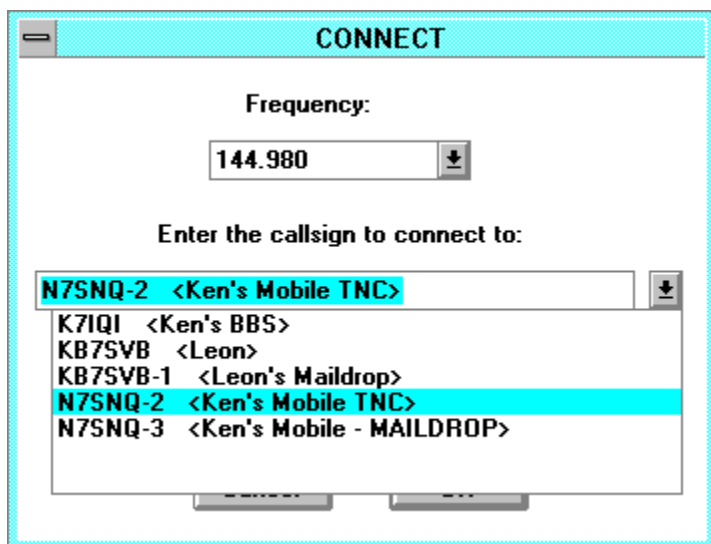 CONNECT
Frequency:
144.980
Enter the callsign to connect to:
N7SNQ-2 <Ken's Mobile TNC>
K7IQI <Ken's BBS>
KB7SVB <Leon>
KB7SVB-1 <Leon's Maildrop>
N7SNQ-2 <Ken's Mobile TNC>
N7SNQ-3 <Ken's Mobile - MAILDROP>